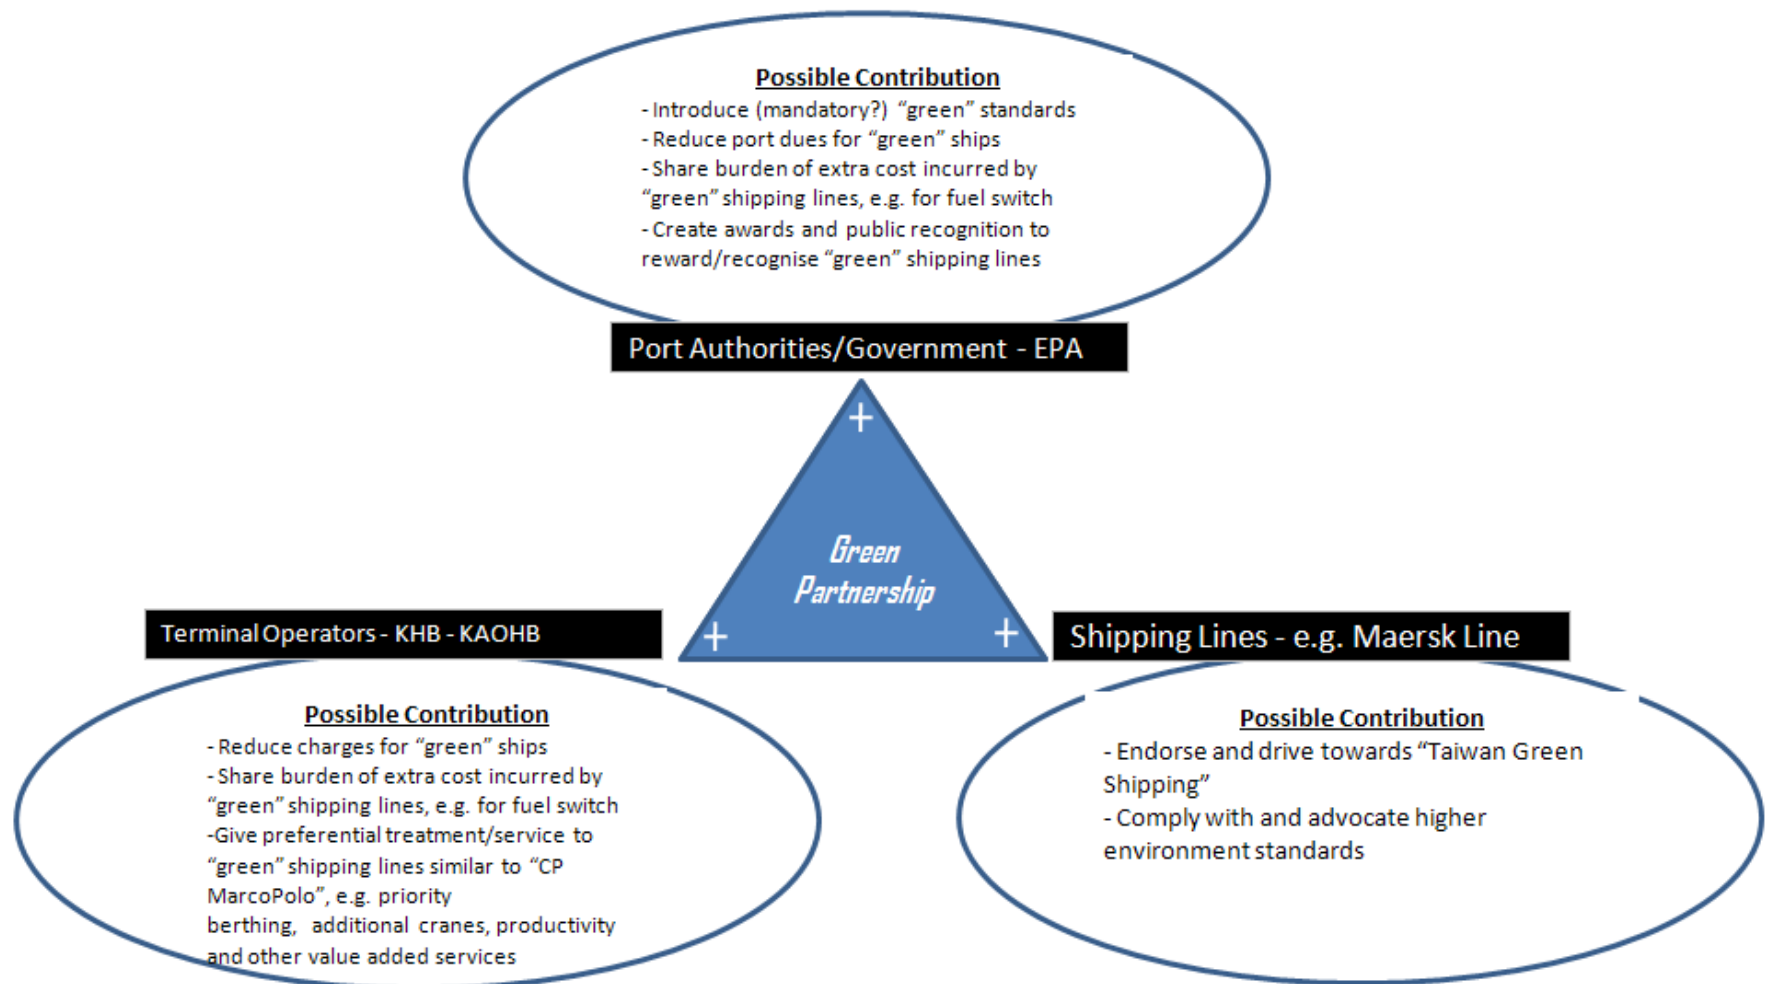 Possible Contribution
- Introduce (mandatory?) “green” standards
- Reduce port dues for “green” ships
- Share burden of extra cost incurred by
“green” shipping lines, e.g. for fuel switch
- Create awards and public recognition to
reward/recognise “green” shipping lines
Port Authorities/Government - EPA
+
Green
Partnership
+
+
Terminal Operators - KHB - KAOHB
Possible Contribution
- Reduce charges for “green” ships
- Share burden of extra cost incurred by
“green” shipping lines, e.g. for fuel switch
-Give preferential treatment/service to
“green” shipping lines similar to “CP
MarcoPolo”, e.g. priority
berthing, additional cranes, productivity
and other value added services
Shipping Lines - e.g. Maersk Line
Possible Contribution
- Endorse and drive towards “Taiwan Green
Shipping”
- Comply with and advocate higher
environment standards